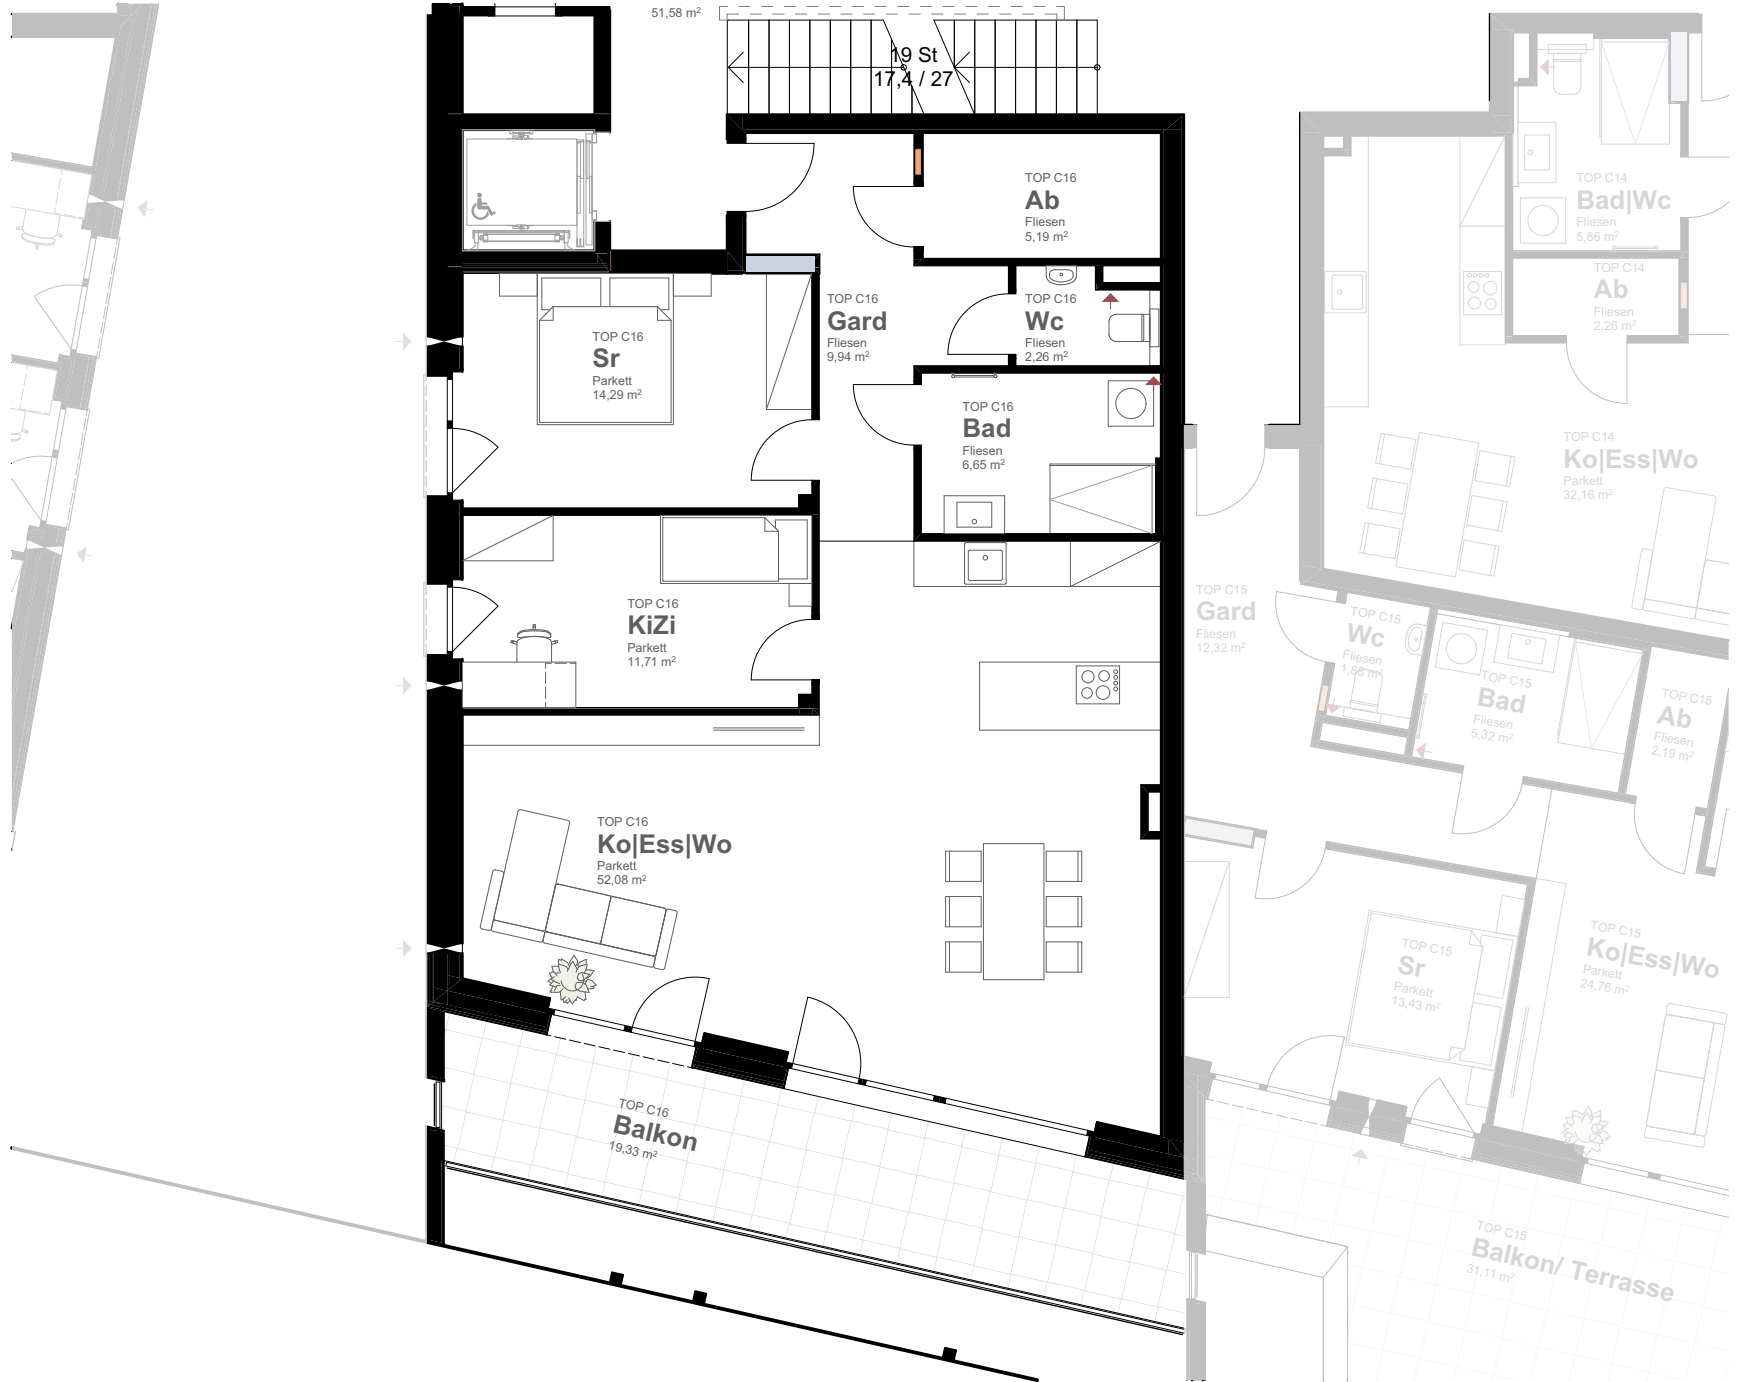 51,58 m²
19 St
17,4 / 27
TOP C16
Ab
Fliesen
5,19 m²
TOP C16
Gard
Fliesen
9,94 m²
TOP C16
Wc
Fliesen
2,26 m²
TOP C16
Sr
Parkett
14,29 m²
TOP C16
Bad
Fliesen
6,65 m²
TOP C16
KiZi
Parkett
11,71 m²
TOP C16
Ko|Ess|Wo
Parkett
52,08 m²
TOP C16
Balkon
19,33 m²
TOP C14
Bad|Wc
Fliesen
5,86 m²
TOP C14
Ab
Fliesen
2,26 m²
TOP C14
Ko|Ess|Wo
Parkett
32,16 m²
TOP C15
Gard
Fliesen
12,32 m²
TOP C15
Wc
Fliesen
1,88 m²
TOP C15
Bad
Fliesen
5,32 m²
TOP C15
Ab
Fliesen
2,19 m²
TOP C15
Sr
Parkett
13,43 m²
TOP C15
Ko|Ess|Wo
Parkett
24,76 m²
TOP C15
Balkon/ Terrasse
31,11 m²